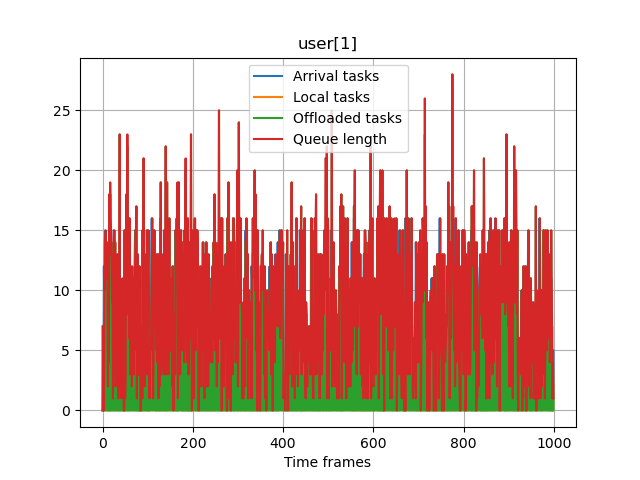 user[1]
Arrival tasks
Local tasks
Offloaded tasks
Queue length
25
20
15
10
5
0
0 200 400 600 800 1000
Time frames